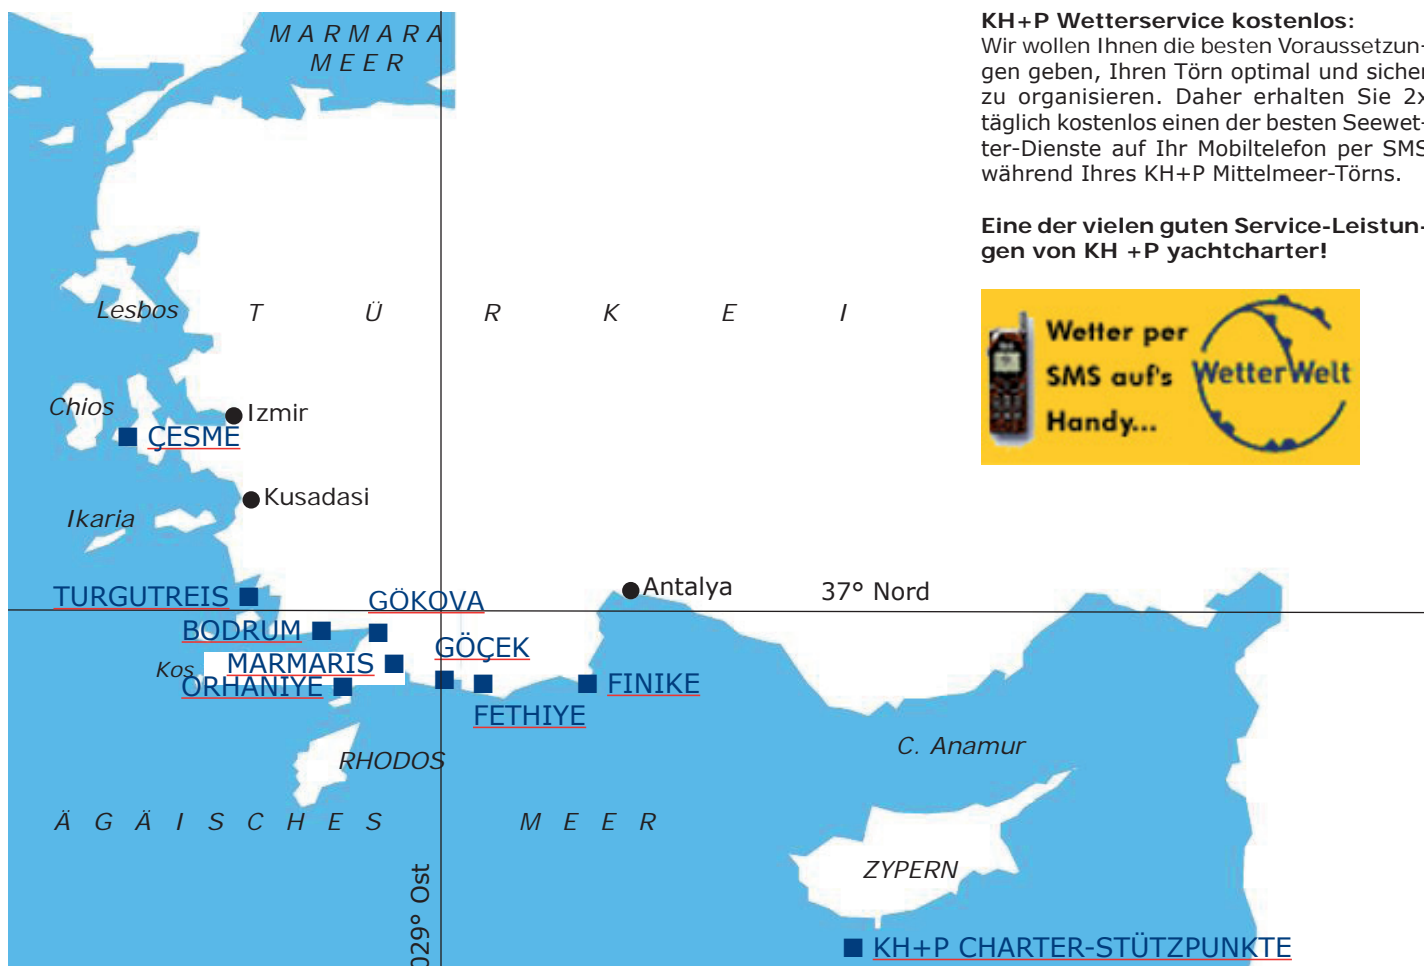 MARMARA
MEER
KH+P Wetterservice kostenlos:
Wir wollen Ihnen die besten Voraussetzun-
gen geben, Ihren Törn optimal und sicher
zu organisieren. Daher erhalten Sie 2x
täglich kostenlos einen der besten Seewet-
ter-Dienste auf Ihr Mobiltelefon per SMS
während Ihres KH+P Mittelmeer-Törns.
Eine der vielen guten Service-Leistun-
gen von KH +P yachtcharter!
Wetter per
SMS auf's
Handy...
WetterWelt
Lesbos
TÜRKEI
Chios
Izmir
ÇESME
Kusadasi
Ikaria
TURGUTREIS
GÖKOVA
Antalya
37° Nord
BODRUM
GÖÇEK
Kos
MARMARIS
ORHANIYE
FINIKE
FETHIYE
RHODOS
C. Anamur
ÄGÄISCHES MEER
ZYPERN
029° Ost
KH+P CHARTER-STÜTZPUNKTE